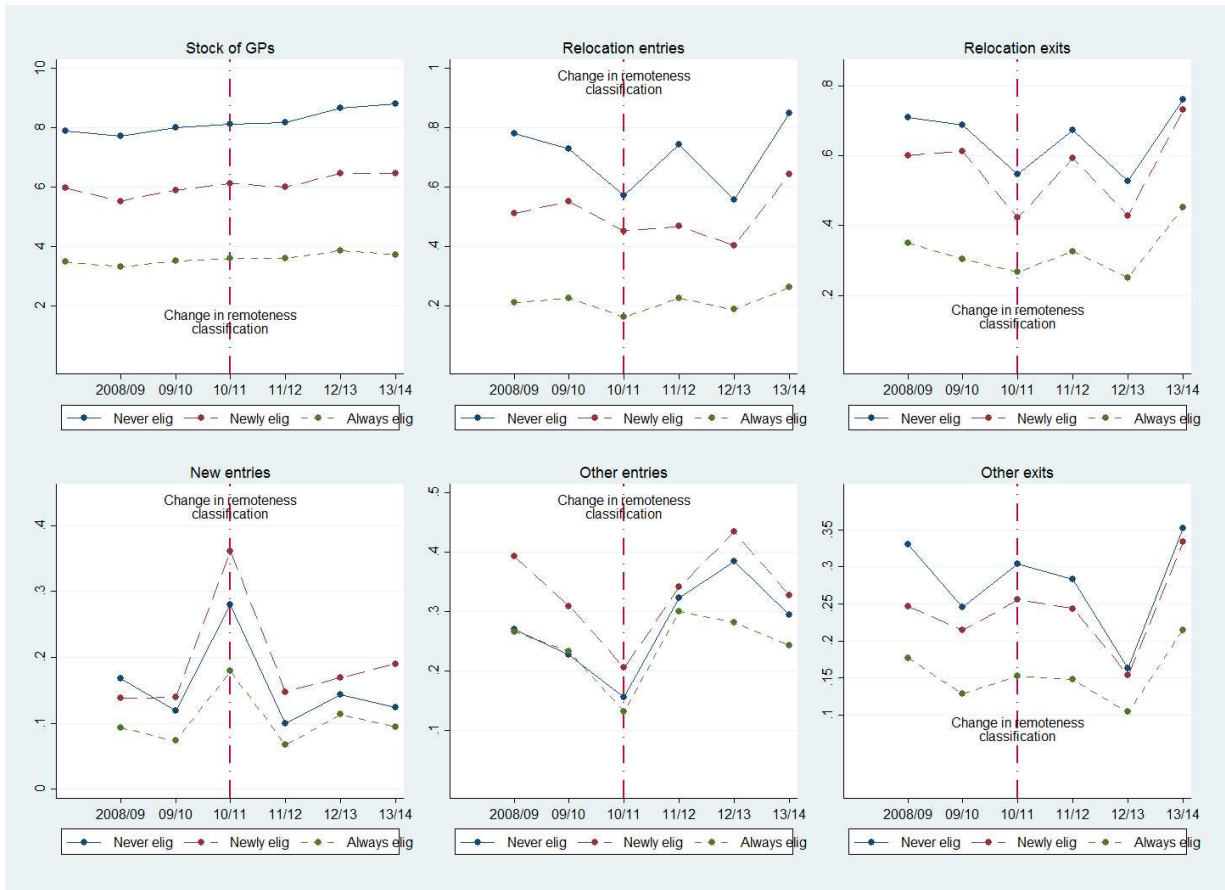 Stock of GPs
10
8
6
4
2
Change in remoteness
classification
2008/09 09/10 10/11 11/12 12/13 13/14
Never elig Newly elig Always elig
Relocation entries
1
.8
.6
.4
.2
Change in remoteness
classification
2008/09 09/10 10/11 11/12 12/13 13/14
Never elig Newly elig Always elig
Relocation exits
.8
.6
.4
.2
Change in remoteness
classification
2008/09 09/10 10/11 11/12 12/13 13/14
Never elig Newly elig Always elig
New entries
Change in remoteness
classification
.4
.3
.2
.1
0
2008/09 09/10 10/11 11/12 12/13 13/14
Never elig Newly elig Always elig
Other entries
.5
Change in remoteness
classification
.4
.3
.2
.1
2008/09 09/10 10/11 11/12 12/13 13/14
Never elig Newly elig Always elig
Other exits
.35
.3
.25
.2
.15
.1
Change in remoteness
classification
2008/09 09/10 10/11 11/12 12/13 13/14
Never elig Newly elig Always elig